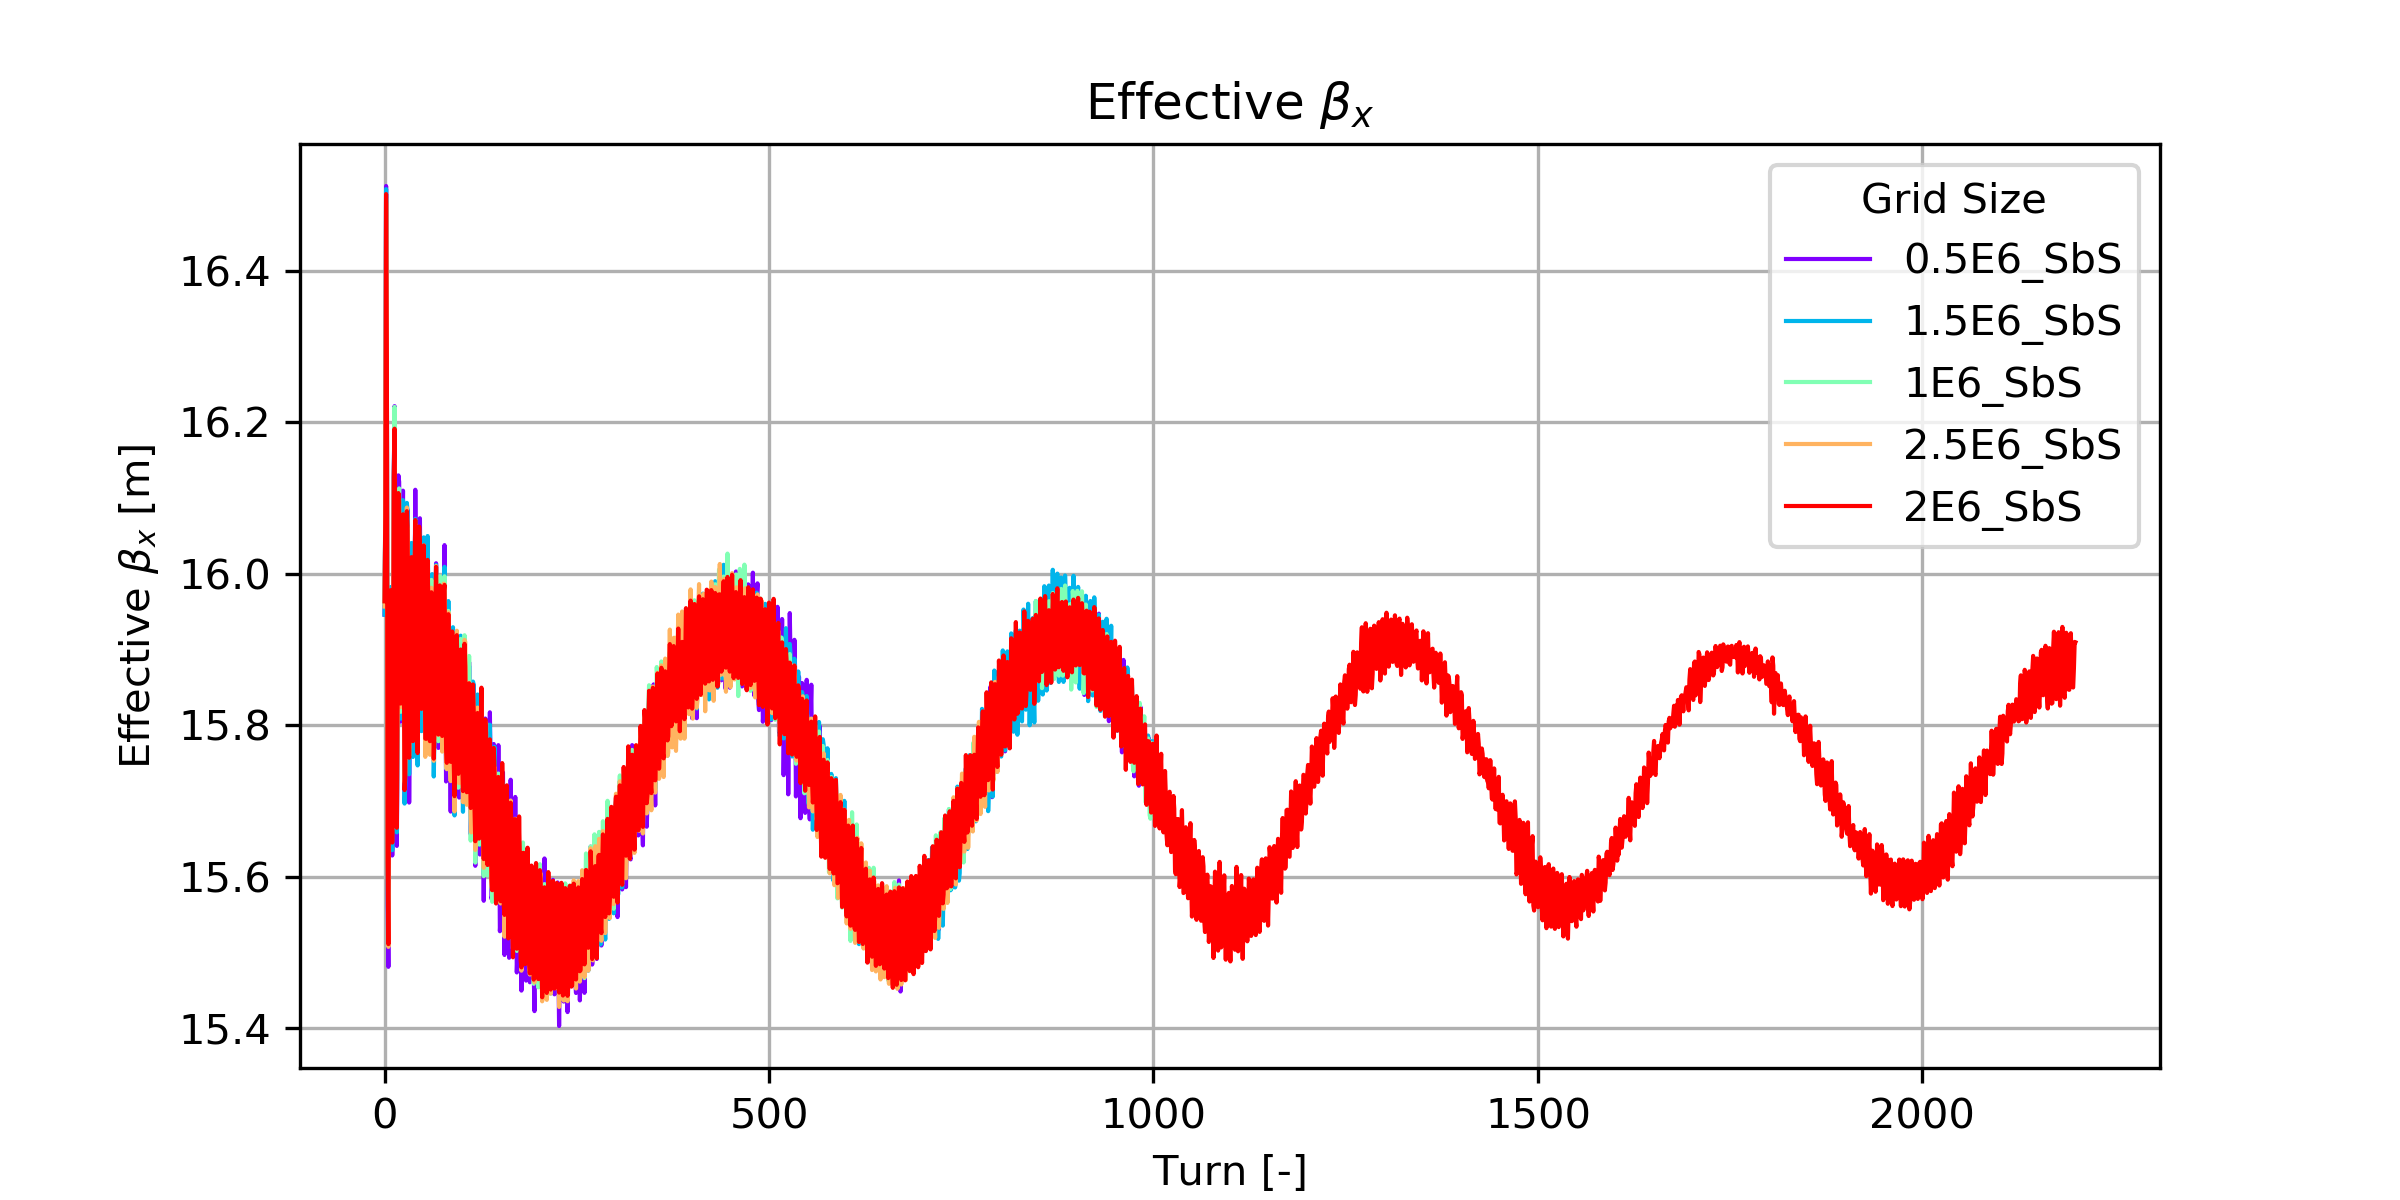 Effective βx
Effective βx [m]
16.4
16.2
16.0
15.8
15.6
15.4
0
500
1000
1500
2000
Turn [-]
Grid Size
0.5E6_SbS
1.5E6_SbS
1E6_SbS
2.5E6_SbS
2E6_SbS